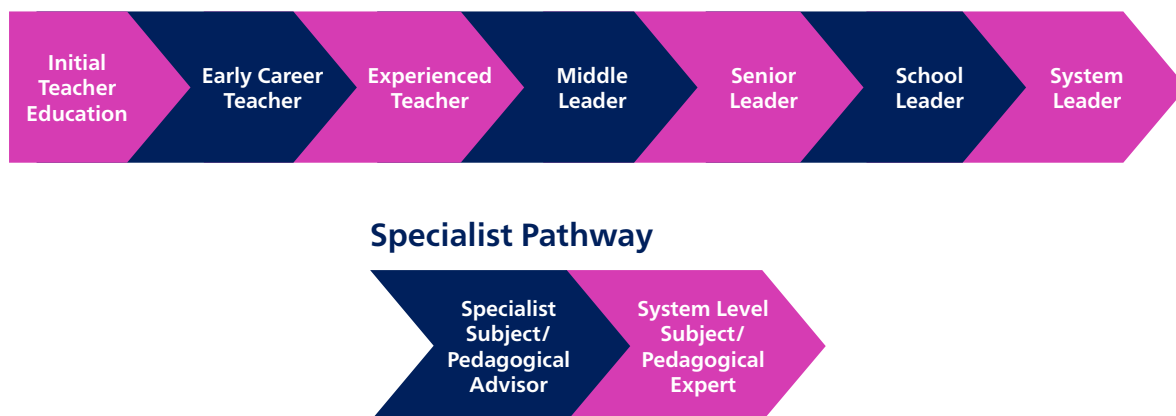 Initial
Teacher
Education
Early Career
Teacher
Experienced
Teacher
Middle
Leader
Senior
Leader
School
Leader
System
Leader
Specialist Pathway
Specialist
Subject/
Pedagogical
Advisor
System Level
Subject/
Pedagogical
Expert